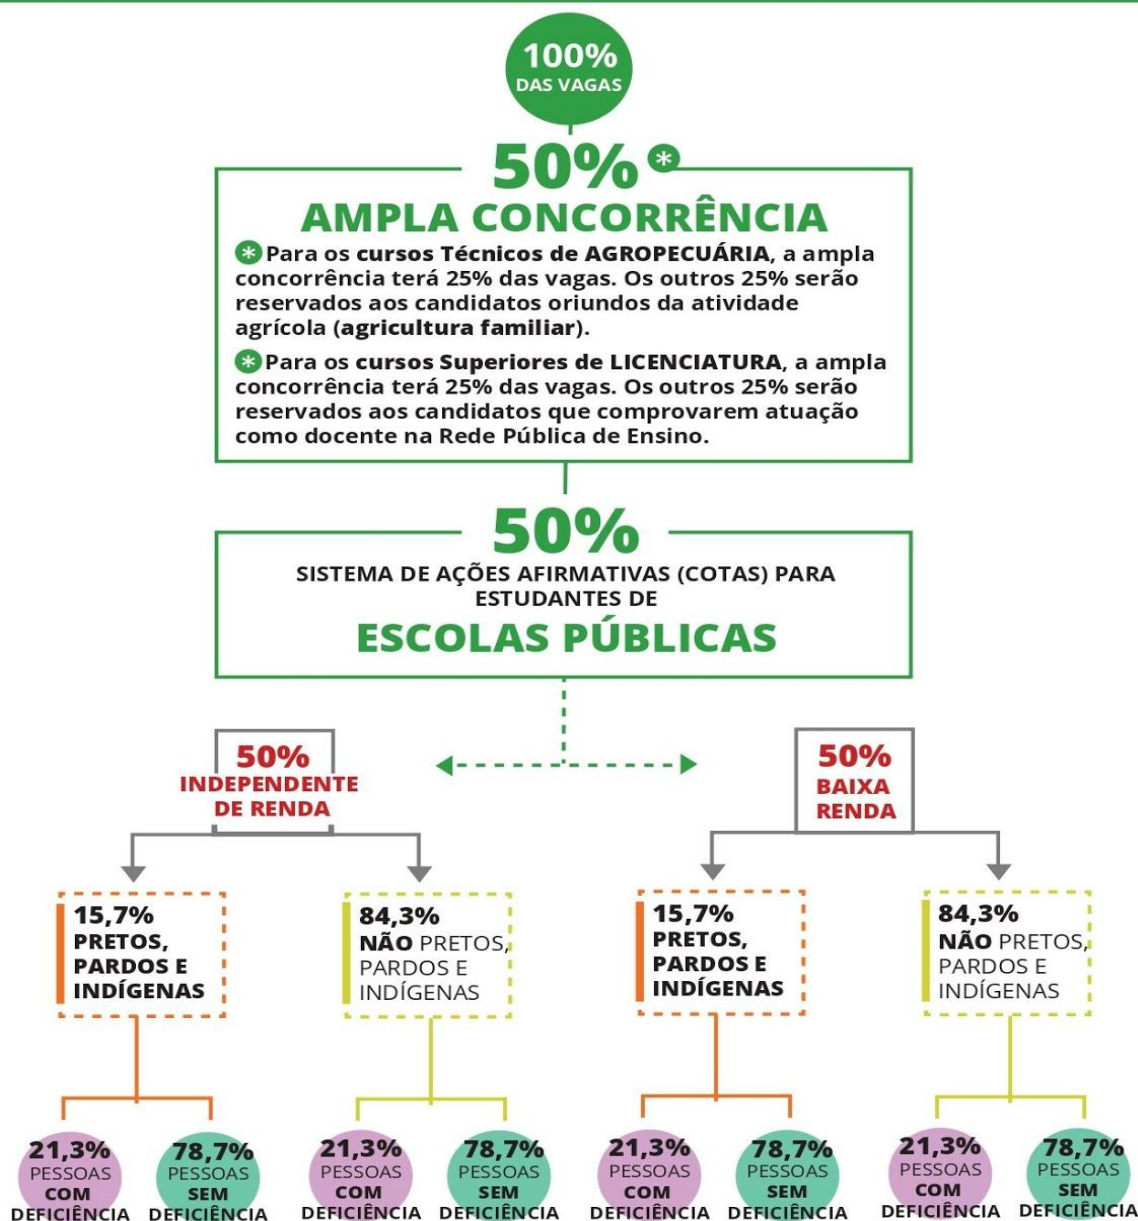 100%
DAS VAGAS
50% *
AMPLA CONCORRÊNCIA
* Para os cursos Técnicos de AGROPECUÁRIA, a ampla
concorrência terá 25% das vagas. Os outros 25% serão
reservados aos candidatos oriundos da atividade
agrícola (agricultura familiar).
* Para os cursos Superiores de LICENCIATURA, a ampla
concorrência terá 25% das vagas. Os outros 25% serão
reservados aos candidatos que comprovarem atuação
como docente na Rede Pública de Ensino.
50%
SISTEMA DE AÇÕES AFIRMATIVAS (COTAS) PARA
ESTUDANTES DE
ESCOLAS PÚBLICAS
50%
INDEPENDENTE
DE RENDA
50%
BAIXA
RENDA
15,7%
PRETOS,
PARDOS E
INDÍGENAS
84,3%
NÃO PRETOS,
PARDOS E
INDÍGENAS
15,7%
PRETOS,
PARDOS E
INDÍGENAS
84,3%
NÃO PRETOS,
PARDOS E
INDÍGENAS
21,3%
PESSOAS
COM
DEFICIÊNCIA
78,7%
PESSOAS
SEM
DEFICIÊNCIA
21,3%
PESSOAS
COM
DEFICIÊNCIA
78,7%
PESSOAS
SEM
DEFICIÊNCIA
21,3%
PESSOAS
COM
DEFICIÊNCIA
78,7%
PESSOAS
SEM
DEFICIÊNCIA
21,3%
PESSOAS
COM
DEFICIÊNCIA
78,7%
PESSOAS
SEM
DEFICIÊNCIA